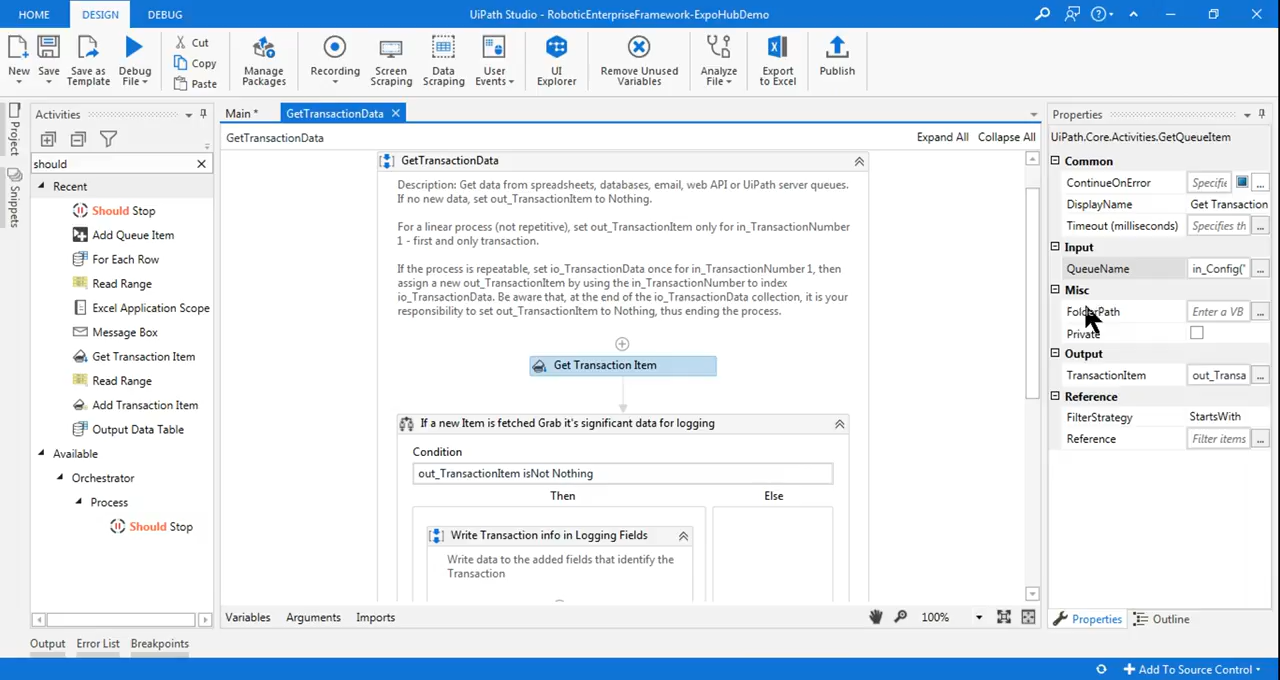 HOME DESIGN DEBUG UiPath Studio - RoboticEnterpriseFramework-ExpoHubDemo
New Save Save as Template Debug File Cut Copy Paste Manage Packages Recording Screen Scraping Data Scraping User Events UI Explorer Remove Unused Variables Analyze File Export to Excel Publish
Project
Snippets
Activities
should
Recent
Should Stop
Add Queue Item
For Each Row
Read Range
Excel Application Scope
Message Box
Get Transaction Item
Read Range
Add Transaction Item
Output Data Table
Available
Orchestrator
Process
Should Stop
Main * GetTransactionData
GetTransactionData Expand All Collapse All
GetTransactionData
Description: Get data from spreadsheets, databases, email, web API or UiPath server queues.
If no new data, set out_TransactionItem to Nothing.
For a linear process (not repetitive), set out_TransactionItem only for in_TransactionNumber
1 - first and only transaction.
If the process is repeatable, set io_TransactionData once for in_TransactionNumber 1, then
assign a new out_TransactionItem by using the in_TransactionNumber to index
io_TransactionData. Be aware that, at the end of the io_TransactionData collection, it is your
responsibility to set out_TransactionItem to Nothing, thus ending the process.
Get Transaction Item
If a new Item is fetched Grab it's significant data for logging
Condition
out_TransactionItem isNot Nothing
Then Else
Write Transaction info in Logging Fields
Write data to the added fields that identify the
Transaction
Variables Arguments Imports 100%
Properties
UiPath.Core.Activities.GetQueueItem
Common
ContinueOnError Specifie ...
DisplayName Get Transaction
Timeout (milliseconds) Specifies th ...
Input
QueueName in_Config(" ...
Misc
FolderPath Enter a VB ...
Private
Output
TransactionItem out_Transa ...
Reference
FilterStrategy StartsWith
Reference Filter items ...
Properties Outline
Output Error List Breakpoints
Add To Source Control